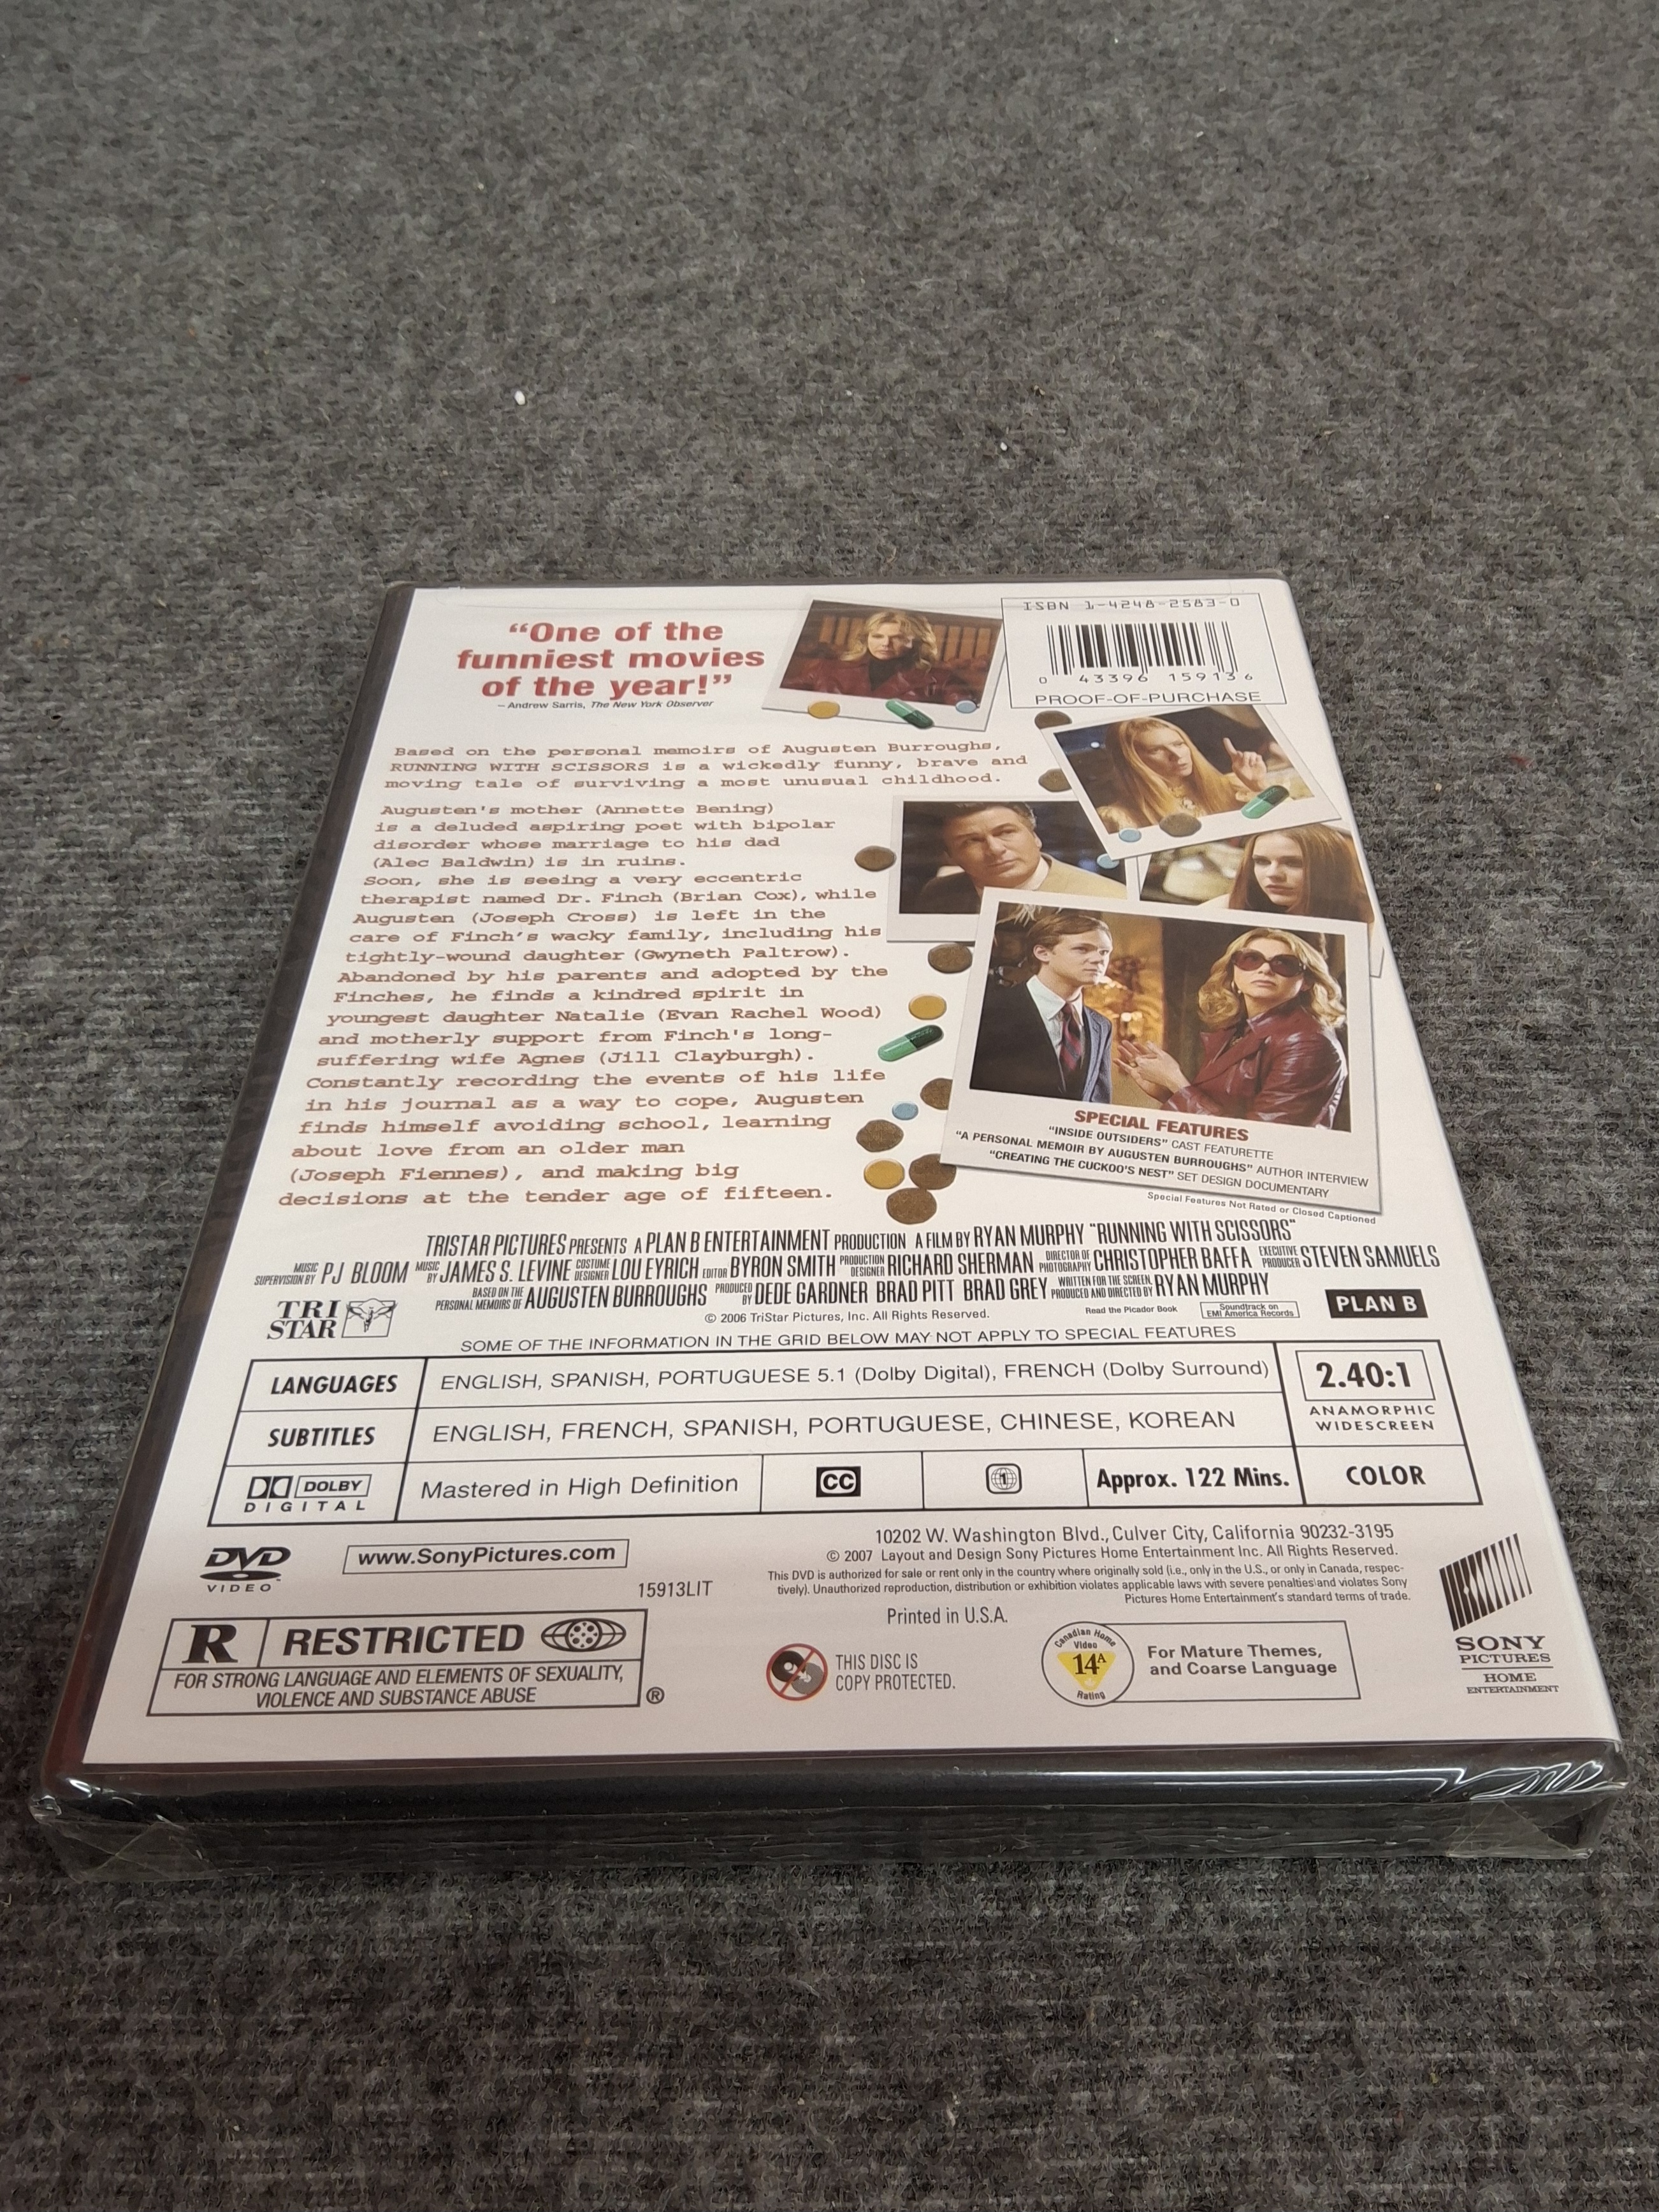 “One of the
funniest movies
of the year!”
– Andrew Sarris, The New York Observer
ISBN 1-4248-2583-0
0 43396 15913 6
PROOF-OF-PURCHASE
Based on the personal memoirs of Augusten Burroughs,
RUNNING WITH SCISSORS is a wickedly funny, brave and
moving tale of surviving a most unusual childhood.
Augusten's mother (Annette Bening)
is a deluded aspiring poet with bipolar
disorder whose marriage to his dad
(Alec Baldwin) is in ruins.
Soon, she is seeing a very eccentric
therapist named Dr. Finch (Brian Cox), while
Augusten (Joseph Cross) is left in the
care of Finch's wacky family, including his
tightly-wound daughter (Gwyneth Paltrow).
Abandoned by his parents and adopted by the
Finches, he finds a kindred spirit in
youngest daughter Natalie (Evan Rachel Wood)
and motherly support from Finch's long-
suffering wife Agnes (Jill Clayburgh).
Constantly recording the events of his life
in his journal as a way to cope, Augusten
finds himself avoiding school, learning
about love from an older man
(Joseph Fiennes), and making big
decisions at the tender age of fifteen.
SPECIAL FEATURES
“INSIDE OUTSIDERS” CAST FEATURETTE
“A PERSONAL MEMOIR BY AUGUSTEN BURROUGHS” AUTHOR INTERVIEW
“CREATING THE CUCKOO'S NEST” SET DESIGN DOCUMENTARY
Special Features Not Rated or Closed Captioned
TRISTAR PICTURES PRESENTS A PLAN B ENTERTAINMENT PRODUCTION A FILM BY RYAN MURPHY “RUNNING WITH SCISSORS”
MUSIC SUPERVISION BY PJ BLOOM MUSIC BY JAMES S. LEVINE COSTUME DESIGNER LOU EYRICH EDITOR BYRON SMITH PRODUCTION DESIGNER RICHARD SHERMAN DIRECTOR OF PHOTOGRAPHY CHRISTOPHER BAFFA EXECUTIVE PRODUCER STEVEN SAMUELS
BASED ON THE PERSONAL MEMOIRS OF AUGUSTEN BURROUGHS PRODUCED BY DEDE GARDNER BRAD PITT BRAD GREY WRITTEN FOR THE SCREEN, PRODUCED AND DIRECTED BY RYAN MURPHY
TRI
STAR
© 2006 TriStar Pictures, Inc. All Rights Reserved.
Read the Picador Book
Soundtrack on
EMI America Records
PLAN B
SOME OF THE INFORMATION IN THE GRID BELOW MAY NOT APPLY TO SPECIAL FEATURES
LANGUAGES
ENGLISH, SPANISH, PORTUGUESE 5.1 (Dolby Digital), FRENCH (Dolby Surround)
2.40:1
ANAMORPHIC
WIDESCREEN
SUBTITLES
ENGLISH, FRENCH, SPANISH, PORTUGUESE, CHINESE, KOREAN
DOLBY
DIGITAL
Mastered in High Definition
CC
1
Approx. 122 Mins.
COLOR
DVD
VIDEO™
www.SonyPictures.com
15913LIT
10202 W. Washington Blvd., Culver City, California 90232-3195
© 2007 Layout and Design Sony Pictures Home Entertainment Inc. All Rights Reserved.
This DVD is authorized for sale or rent only in the country where originally sold (i.e., only in the U.S., or only in Canada, respec-
tively). Unauthorized reproduction, distribution or exhibition violates applicable laws with severe penalties and violates Sony
Pictures Home Entertainment's standard terms of trade.
Printed in U.S.A.
R RESTRICTED
FOR STRONG LANGUAGE AND ELEMENTS OF SEXUALITY,
VIOLENCE AND SUBSTANCE ABUSE
®
THIS DISC IS
COPY PROTECTED.
Canadian Home
Video
14A
Rating
For Mature Themes,
and Coarse Language
SONY
PICTURES
HOME
ENTERTAINMENT